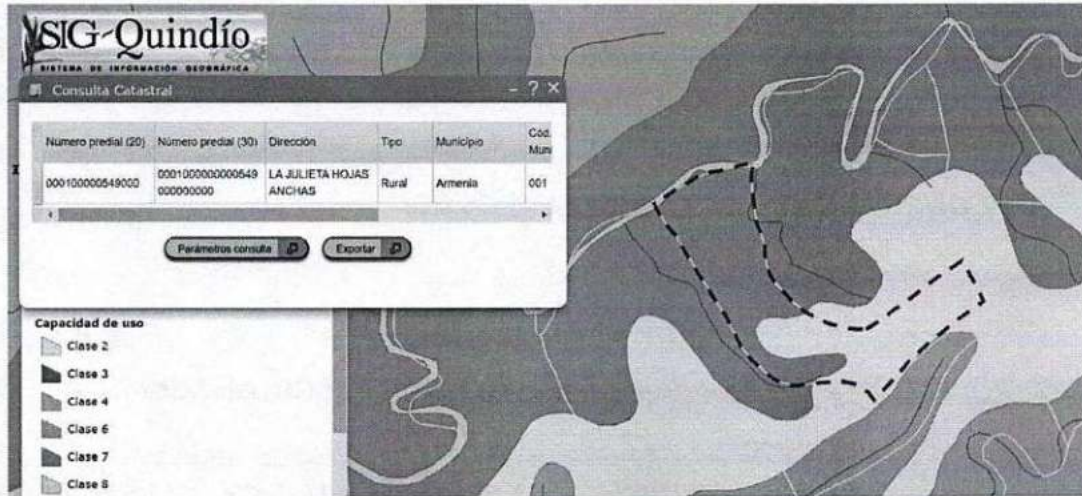 SIG-Quindío
SISTEMA DE INFORMACIÓN GEOGRÁFICA
Consulta Catastral - ? ×
Número predial (20) Número predial (30) Dirección Tipo Municipio Cód. Muni
000100000549000 0001000000000549 LA JULIETA HOJAS Rural Armenia 001
000000000 ANCHAS
Parámetros consulta Exportar
Capacidad de uso
Clase 2
Clase 3
Clase 4
Clase 6
Clase 7
Clase 8